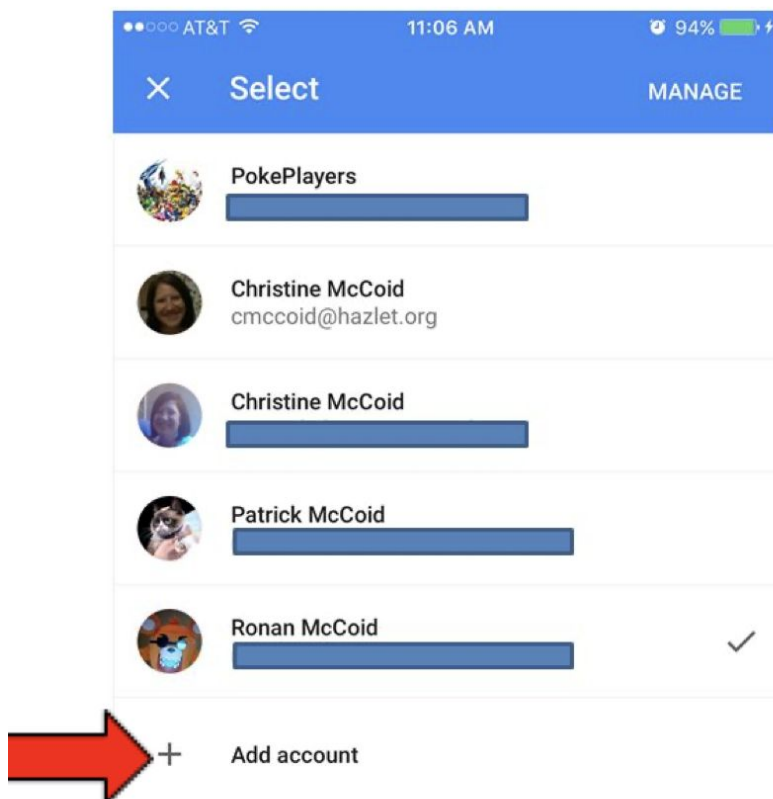 AT&T 11:06 AM 94%
Select MANAGE
PokePlayers
Christine McCoid
cmccoid@hazlet.org
Christine McCoid
Patrick McCoid
Ronan McCoid
Add account